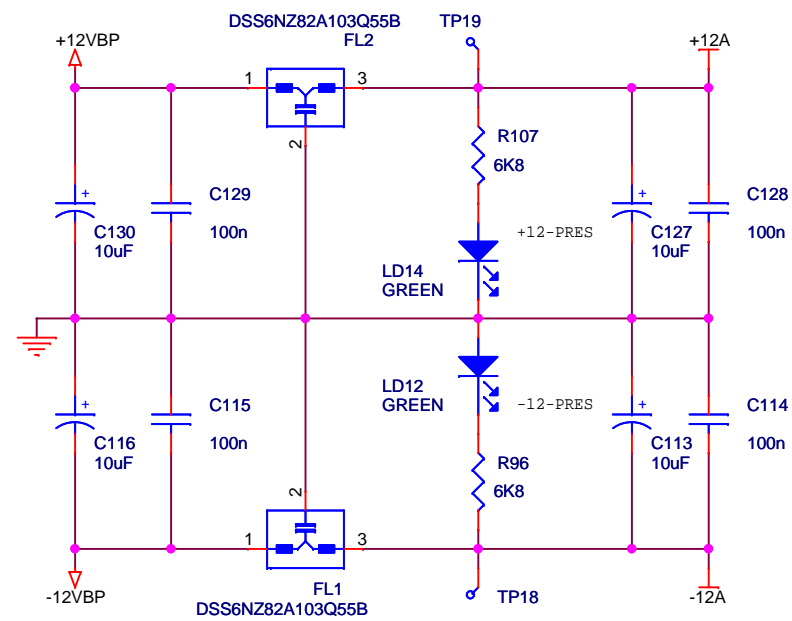 DSS6NZ82A103Q55B
TP19
+12VBP
FL2
+12A
1
3
R107
2
6K8
C129
C128
+
+
+12-PRES
C130
100n
C127
100n
10uF
10uF
LD14
GREEN
LD12
-12-PRES
GREEN
C115
C114
+
+
C116
100n
C113
100n
10uF
10uF
R96
2
6K8
1
3
FL1
-12VBP
TP18
-12A
DSS6NZ82A103Q55B